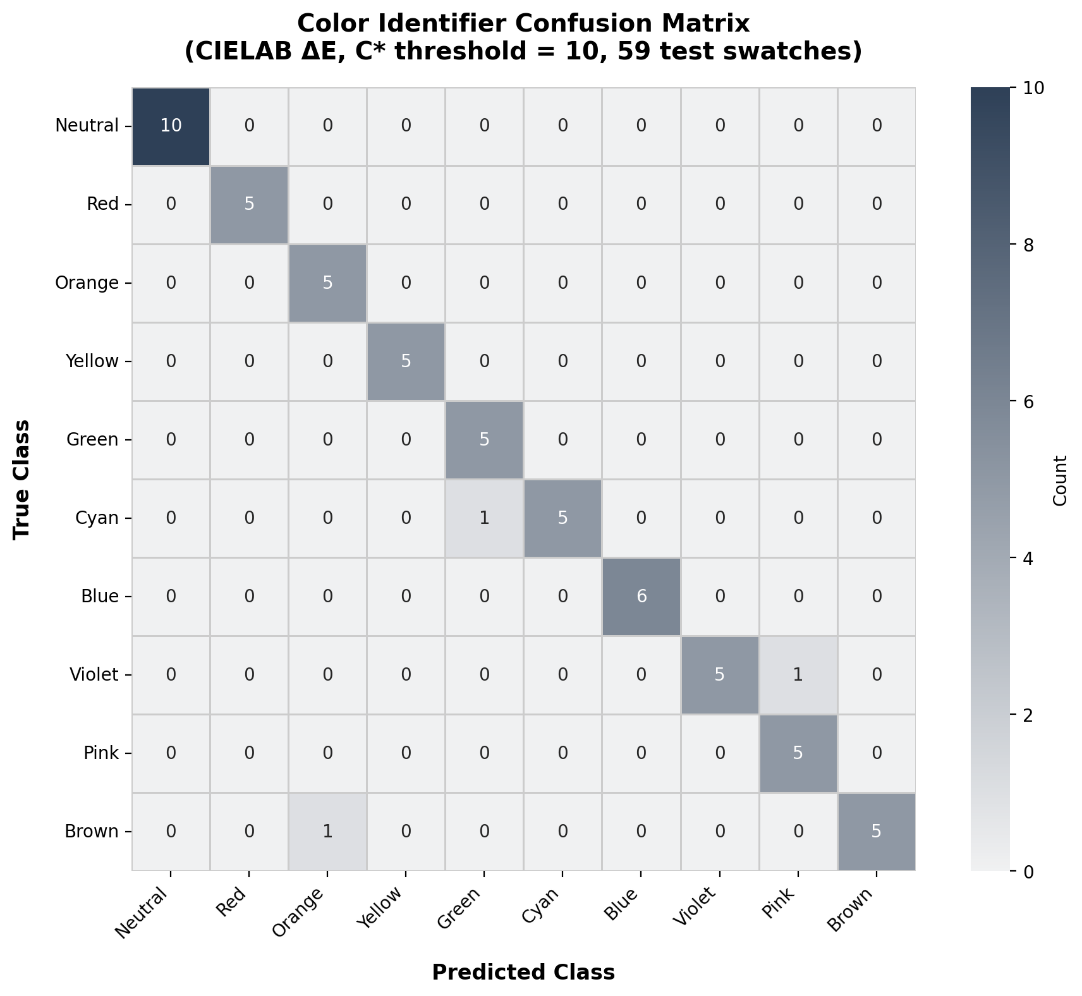 Color Identifier Confusion Matrix
(CIELAB ΔE, C* threshold = 10, 59 test swatches)
True Class
Neutral 10 0 0 0 0 0 0 0 0 0
Red 0 5 0 0 0 0 0 0 0 0
Orange 0 0 5 0 0 0 0 0 0 0
Yellow 0 0 0 5 0 0 0 0 0 0
Green 0 0 0 0 5 0 0 0 0 0
Cyan 0 0 0 0 1 5 0 0 0 0
Blue 0 0 0 0 0 0 6 0 0 0
Violet 0 0 0 0 0 0 0 5 1 0
Pink 0 0 0 0 0 0 0 0 5 0
Brown 0 0 1 0 0 0 0 0 0 5
Neutral Red Orange Yellow Green Cyan Blue Violet Pink Brown
Predicted Class
10
8
6
4
2
0
Count